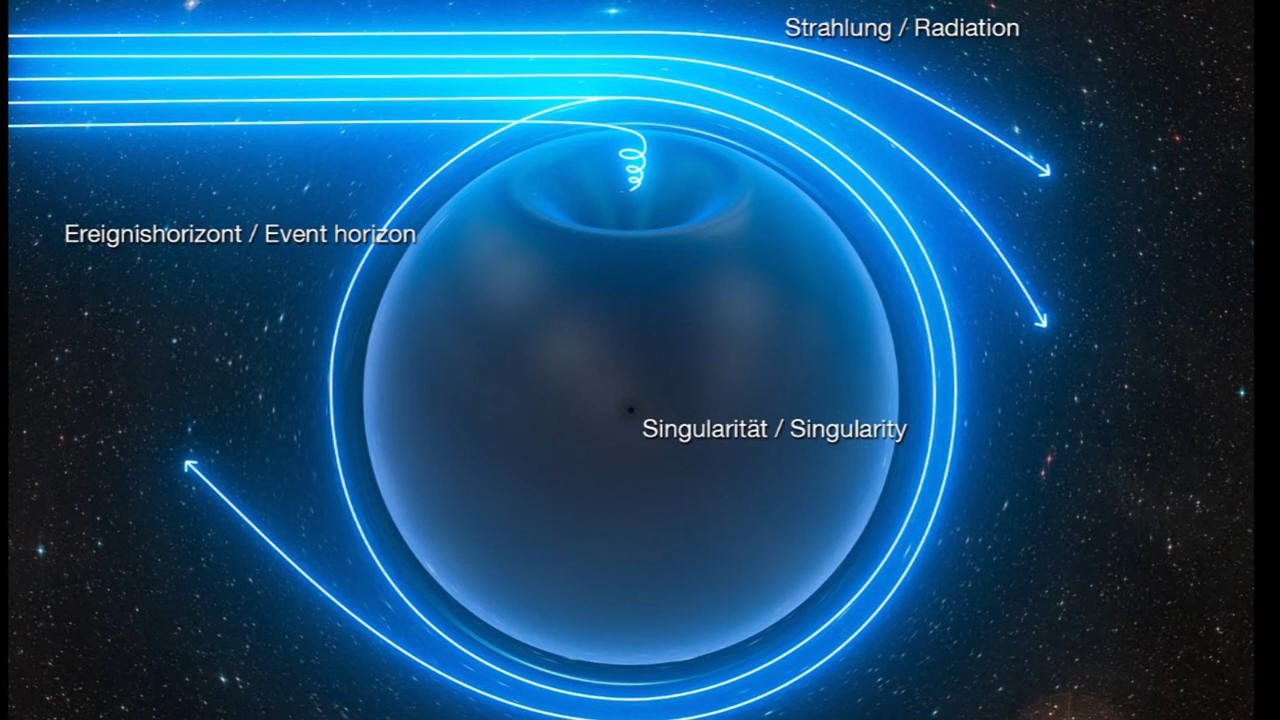 Strahlung / Radiation
Ereignishorizont / Event horizon
Singularität / Singularity